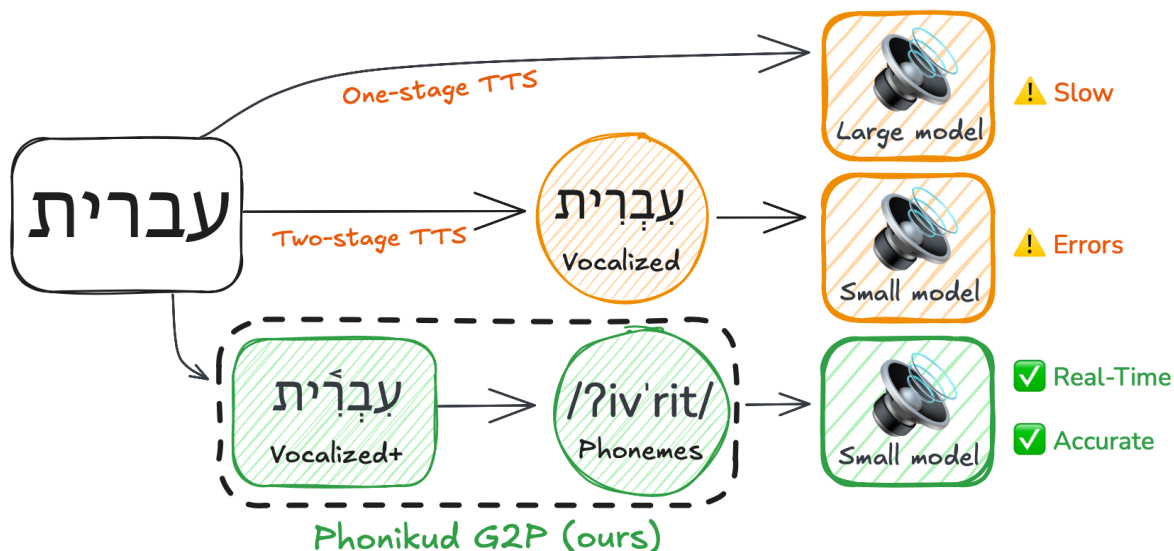 One-stage TTS
Large model
⚠️ Slow
עברית
Two-stage TTS
עִבְרִית
Vocalized
Small model
⚠️ Errors
עִבְרִ֫ית
Vocalized+
/ʔivˈrit/
Phonemes
Small model
✅ Real-Time
✅ Accurate
Phonikud G2P (ours)